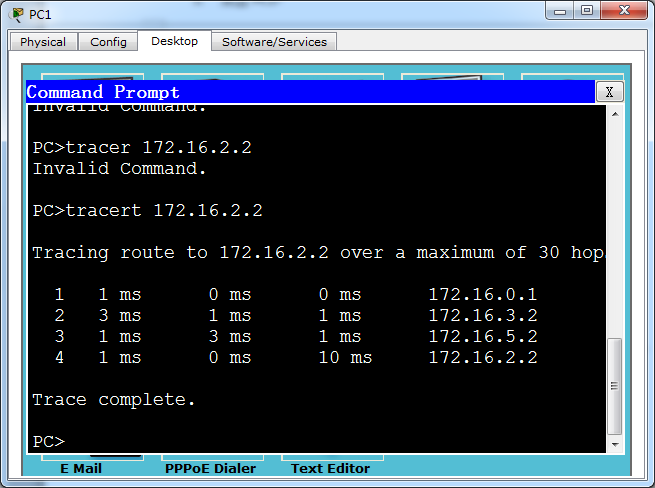 PC1
Physical Config Desktop Software/Services
Command Prompt X
Invalid Command.
PC>tracer 172.16.2.2
Invalid Command.
PC>tracert 172.16.2.2
Tracing route to 172.16.2.2 over a maximum of 30 hop
1 1 ms 0 ms 0 ms 172.16.0.1
2 3 ms 1 ms 1 ms 172.16.3.2
3 1 ms 3 ms 1 ms 172.16.5.2
4 1 ms 0 ms 10 ms 172.16.2.2
Trace complete.
PC>
E Mail PPPoE Dialer Text Editor